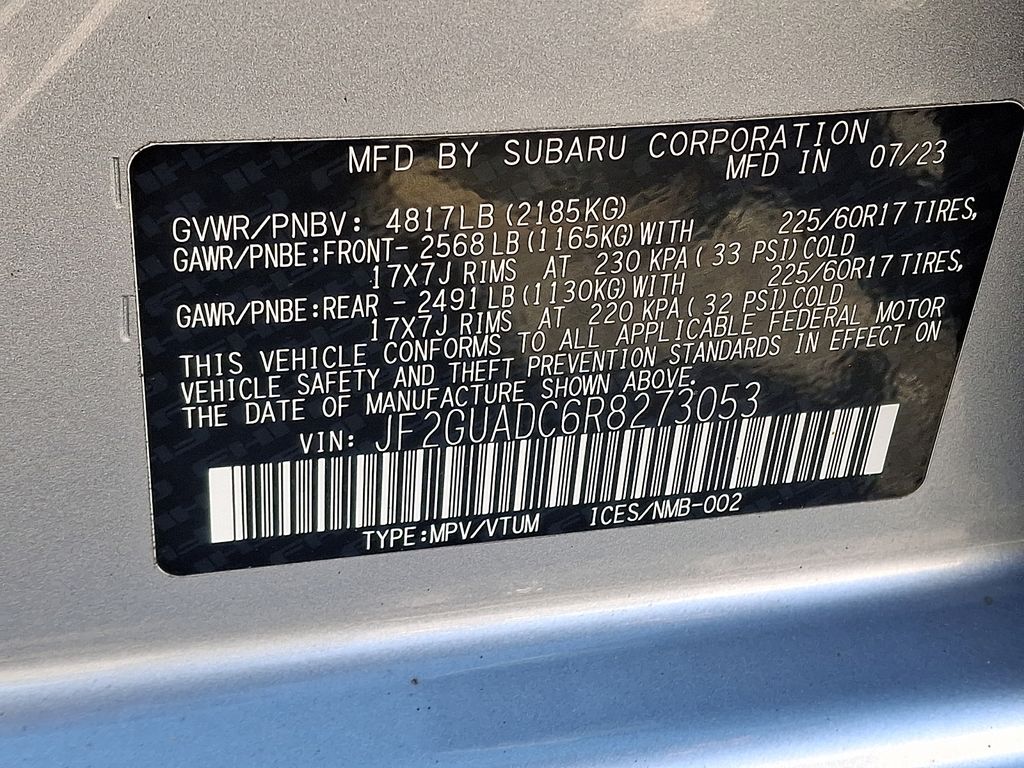 MFD BY SUBARU CORPORATION
MFD IN 07/23
GVWR/PNBV: 4817LB (2185KG)
GAWR/PNBE:FRONT- 2568 LB (1165KG) WITH 225/60R17 TIRES,
17X7J RIMS AT 230 KPA ( 33 PSI) COLD
GAWR/PNBE:REAR - 2491 LB (1130KG) WITH 225/60R17 TIRES,
17X7J RIMS AT 220 KPA ( 32 PSI) COLD
THIS VEHICLE CONFORMS TO ALL APPLICABLE FEDERAL MOTOR
VEHICLE SAFETY AND THEFT PREVENTION STANDARDS IN EFFECT ON
THE DATE OF MANUFACTURE SHOWN ABOVE.
VIN: JF2GUADC6R8273053
TYPE:MPV/VTUM ICES/NMB-002